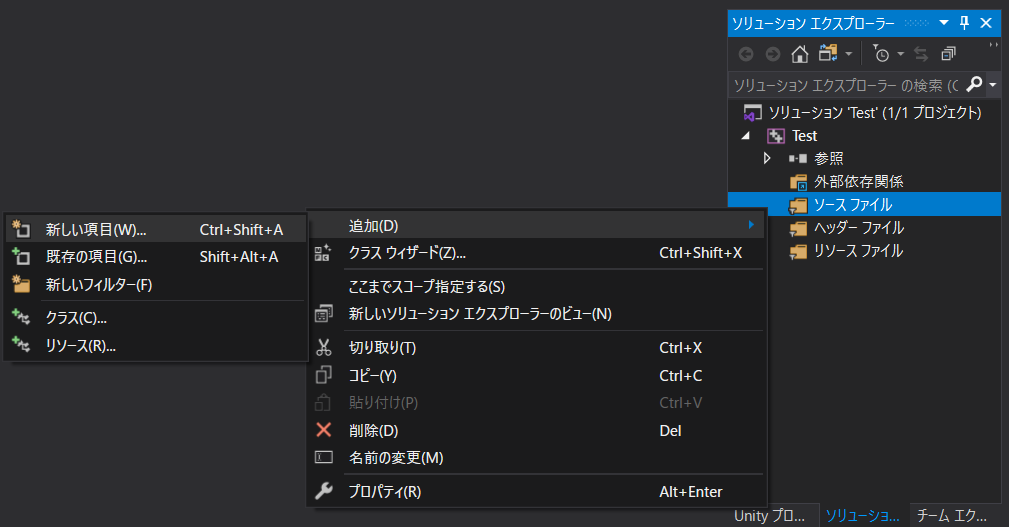 ソリューション エクスプローラー
ソリューション エクスプローラー の検索 (C
ソリューション 'Test' (1/1 プロジェクト)
Test
参照
外部依存関係
ソース ファイル
ヘッダー ファイル
リソース ファイル
追加(D)
クラス ウィザード(Z)... Ctrl+Shift+X
ここまでスコープ指定する(S)
新しいソリューション エクスプローラーのビュー(N)
切り取り(T) Ctrl+X
コピー(Y) Ctrl+C
貼り付け(P) Ctrl+V
削除(D) Del
名前の変更(M)
プロパティ(R) Alt+Enter
新しい項目(W)... Ctrl+Shift+A
既存の項目(G)... Shift+Alt+A
新しいフィルター(F)
クラス(C)...
リソース(R)...
Unity プロ... ソリューショ... チーム エク...